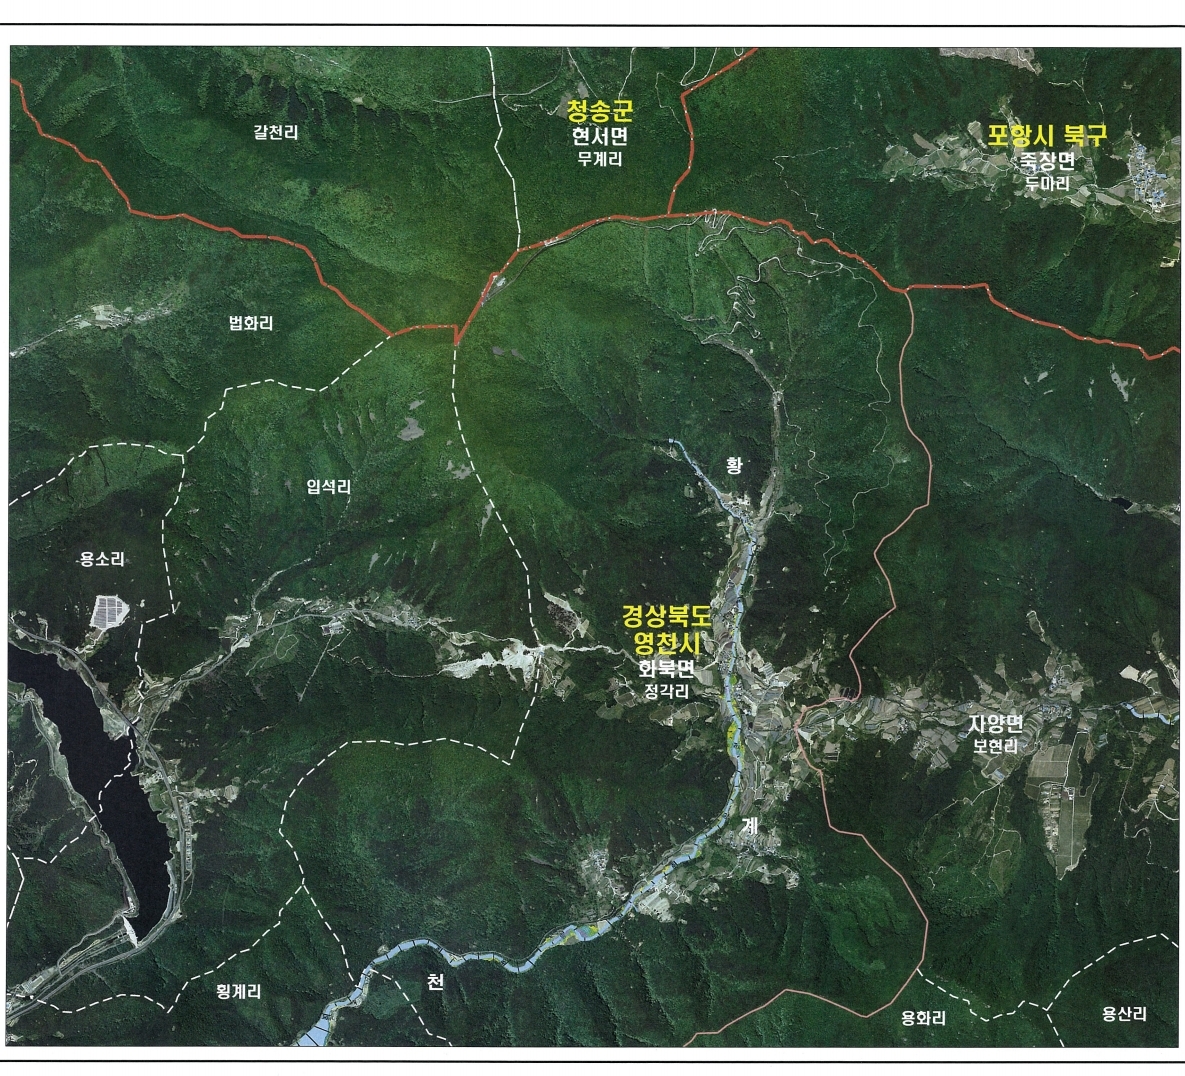 청송군
현서면
무계리
갈천리
포항시 북구
죽장면
두마리
법화리
황
입석리
용소리
경상북도
영천시
화북면
정각리
자양면
보현리
계
천
횡계리
용화리
용산리